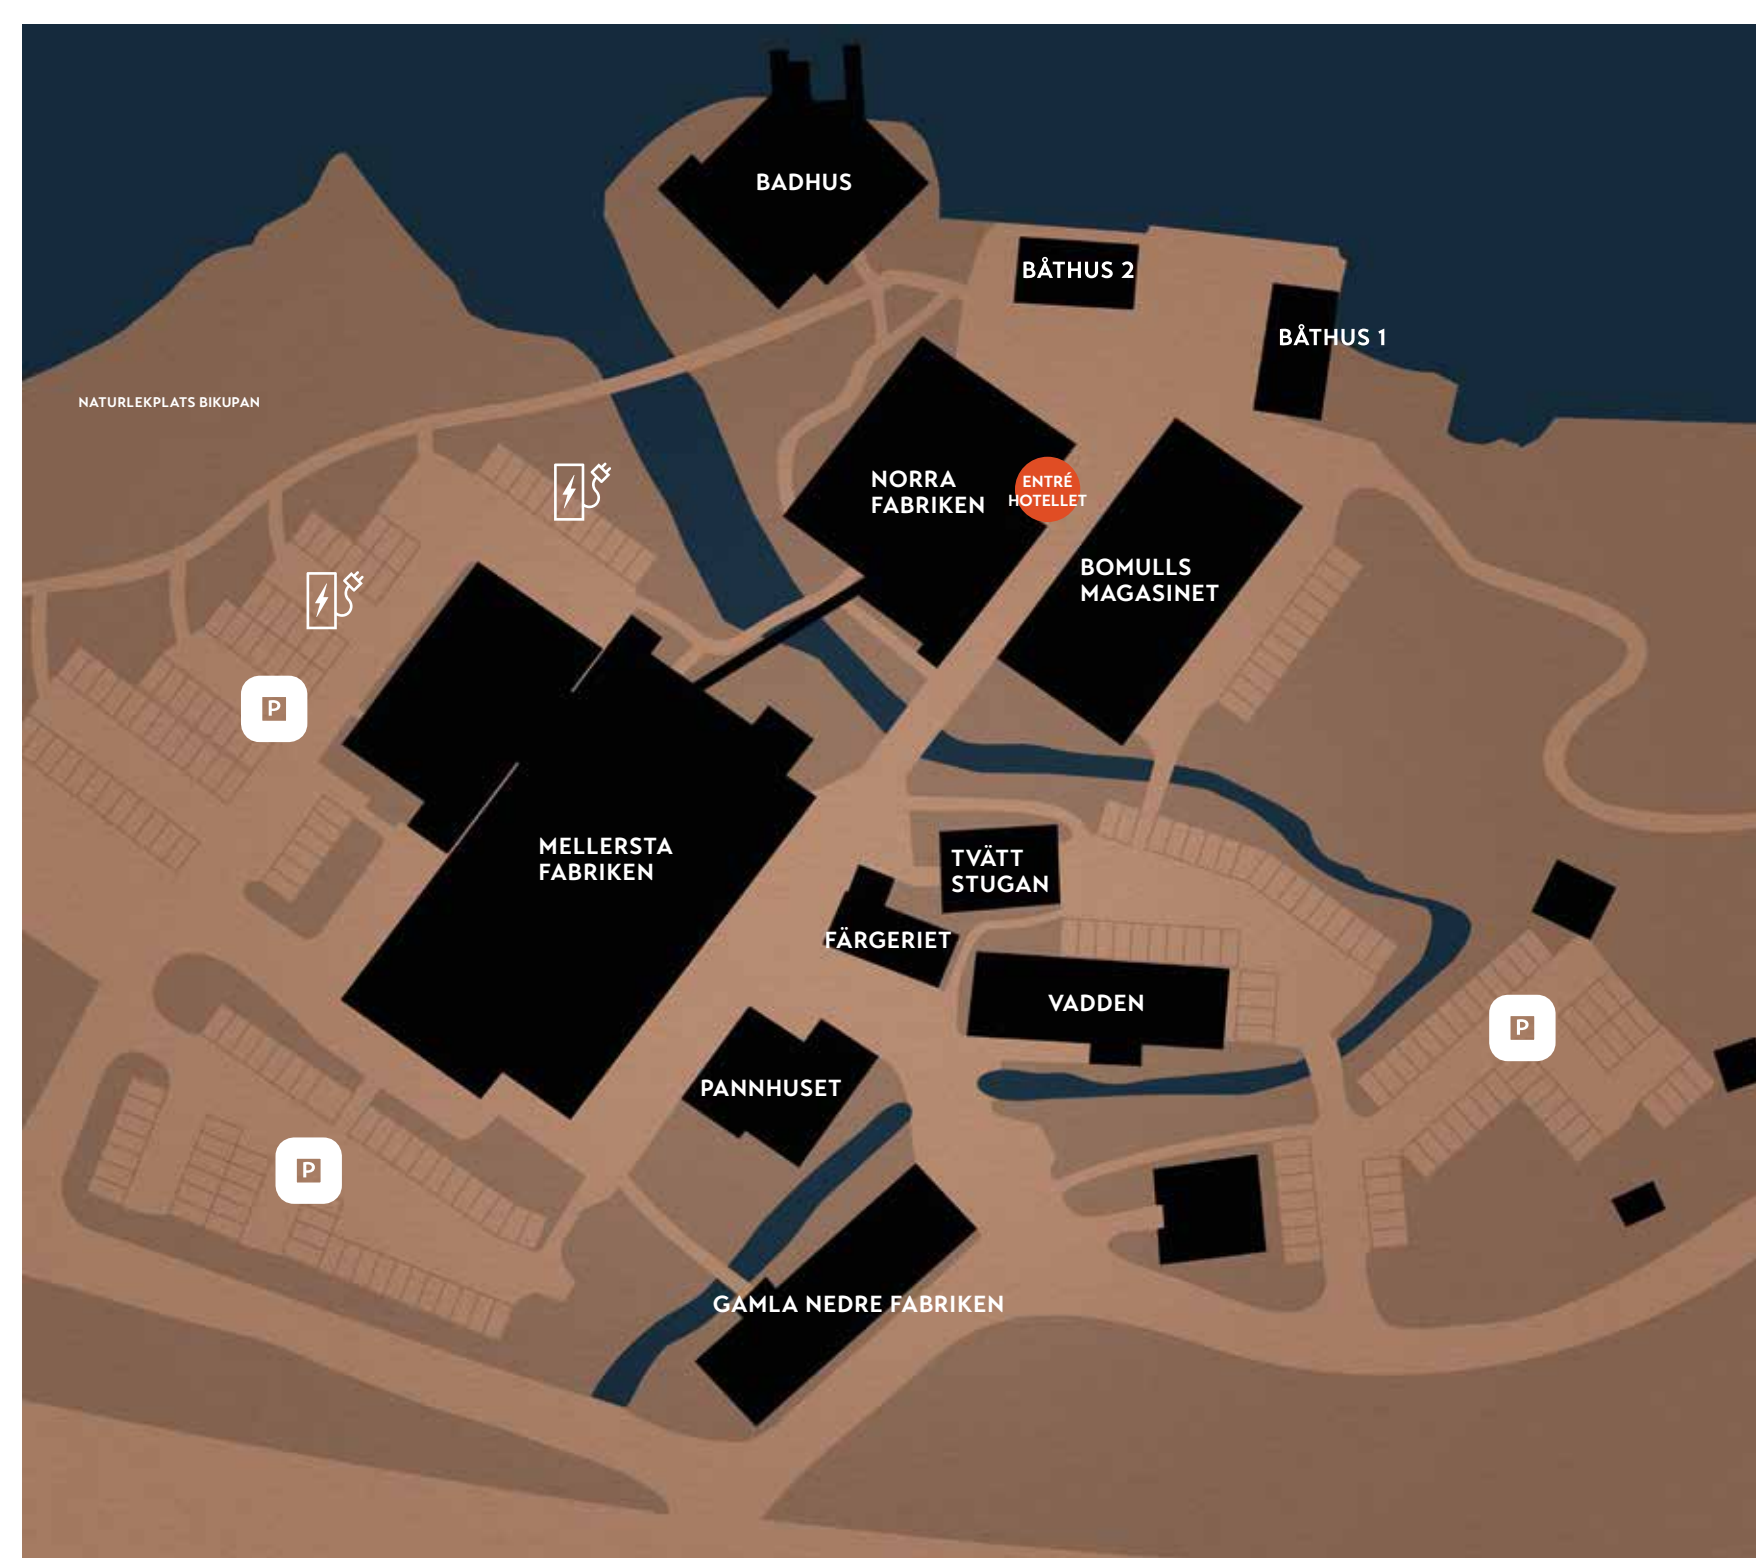 BADHUS
BÅTHUS 2
BÅTHUS 1
NATURLEKPLATS BIKUPAN
NORRA
FABRIKEN
ENTRÉ
HOTELLET
BOMULLS
MAGASINET
P
MELLERSTA
FABRIKEN
TVÄTT
STUGAN
FÄRGERIET
VADDEN
P
PANNHUSET
P
GAMLA NEDRE FABRIKEN